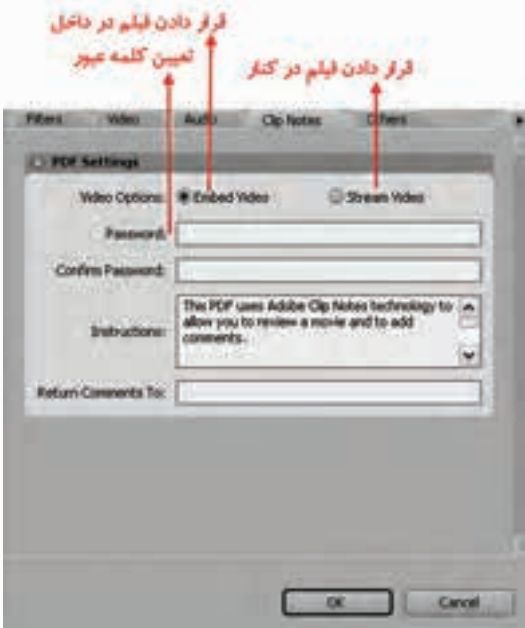 قرار دادن فیلم در داخل
تعیین کلمه عبور
قرار دادن فیلم در کنار
Filters Video Audio Clip Notes Others
PDF Settings
Video Options: Embed Video Stream Video
Password:
Confirm Password:
Instructions: This PDF uses Adobe Clip Notes technology to
allow you to review a movie and to add
comments.
Return Comments To:
OK Cancel